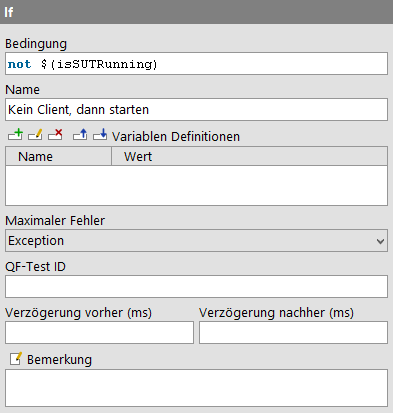 If
Bedingung
not $(isSUTRunning)
Name
Kein Client, dann starten
Variablen Definitionen
Name Wert
Maximaler Fehler
Exception
QF-Test ID
Verzögerung vorher (ms) Verzögerung nachher (ms)
Bemerkung